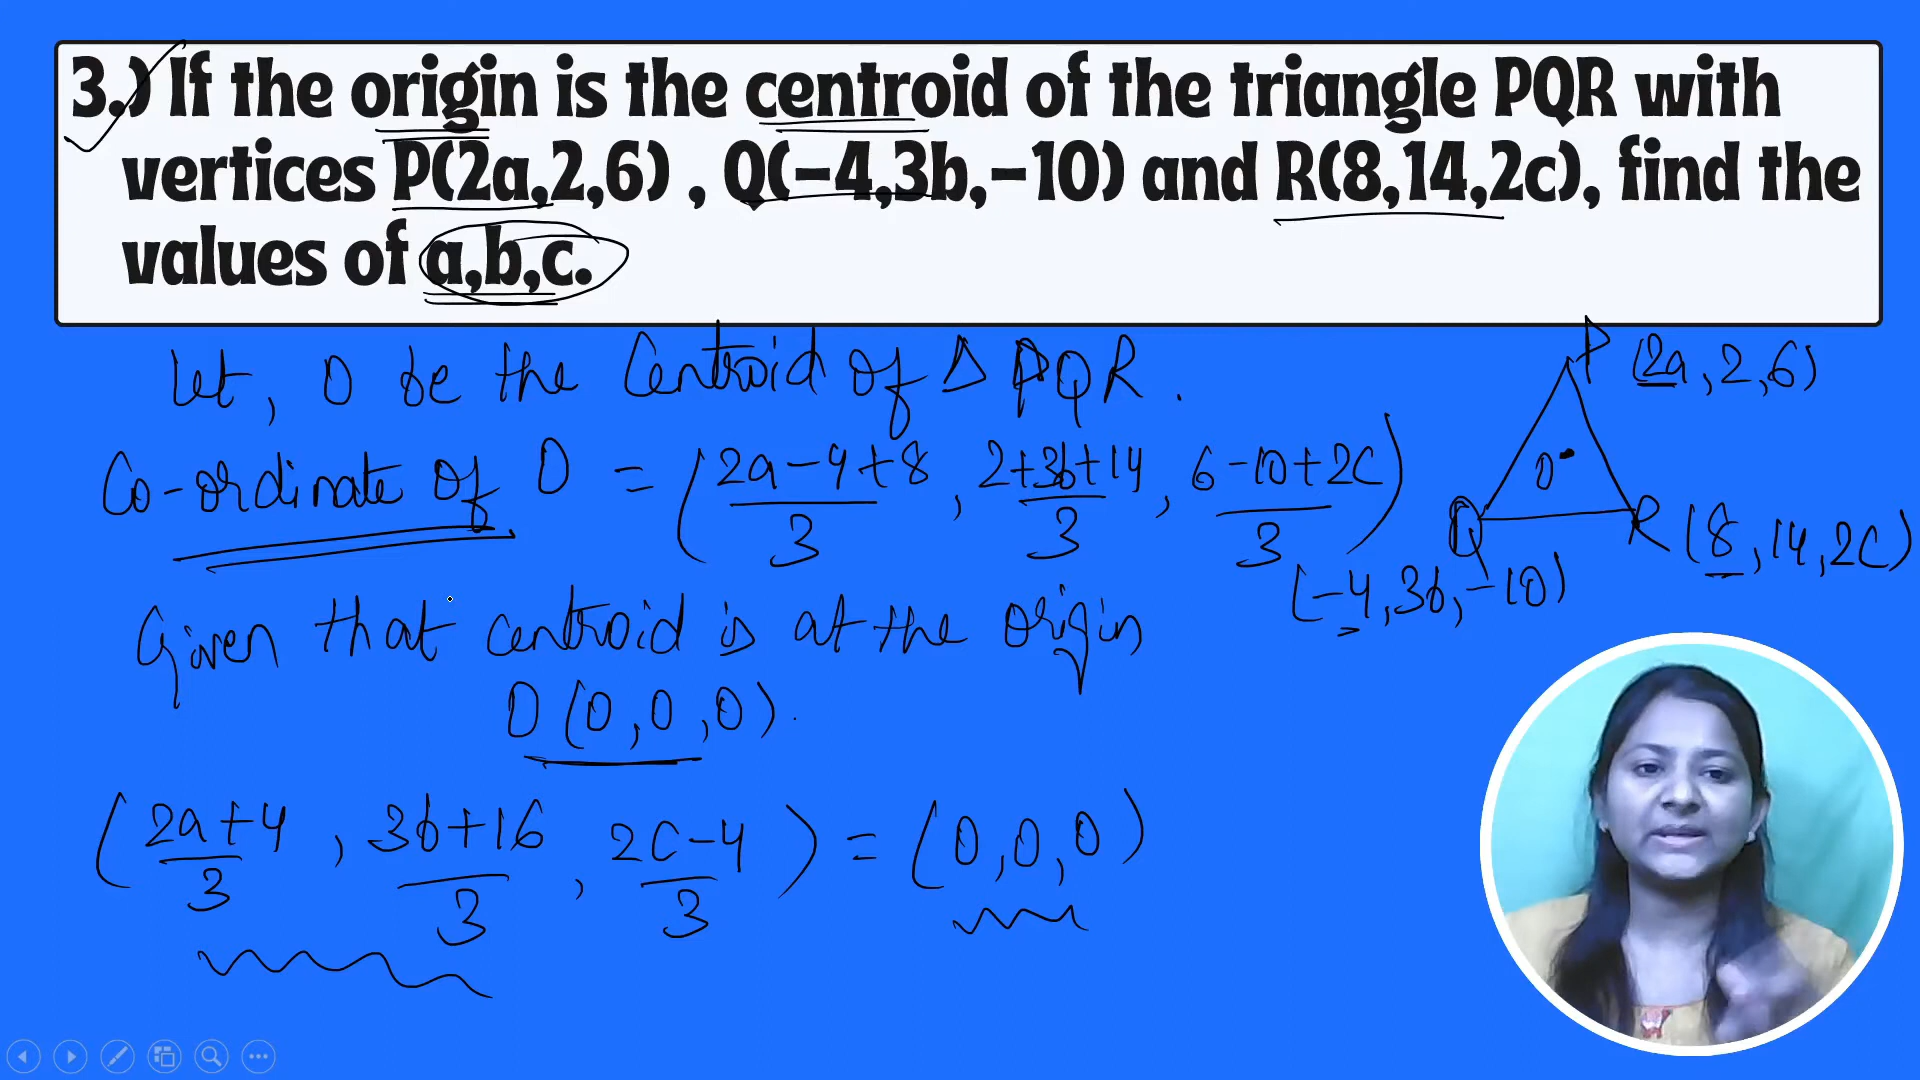 3.) If the origin is the centroid of the triangle PQR with
vertices P(2a,2,6) , Q(−4,3b,−10) and R(8,14,2c), find the
values of a,b,c.
Let, O be the Centroid of Δ PQR.
P (2a,2,6)
Co-ordinate of O = (2a-4+8/3, 2+3b+14/3, 6-10+2c/3)
O
Q
(-4,3b,-10)
R (8,14,2c)
Given that centroid is at the origin
O(0,0,0).
(2a+4/3, 3b+16/3, 2c-4/3) = (0,0,0)